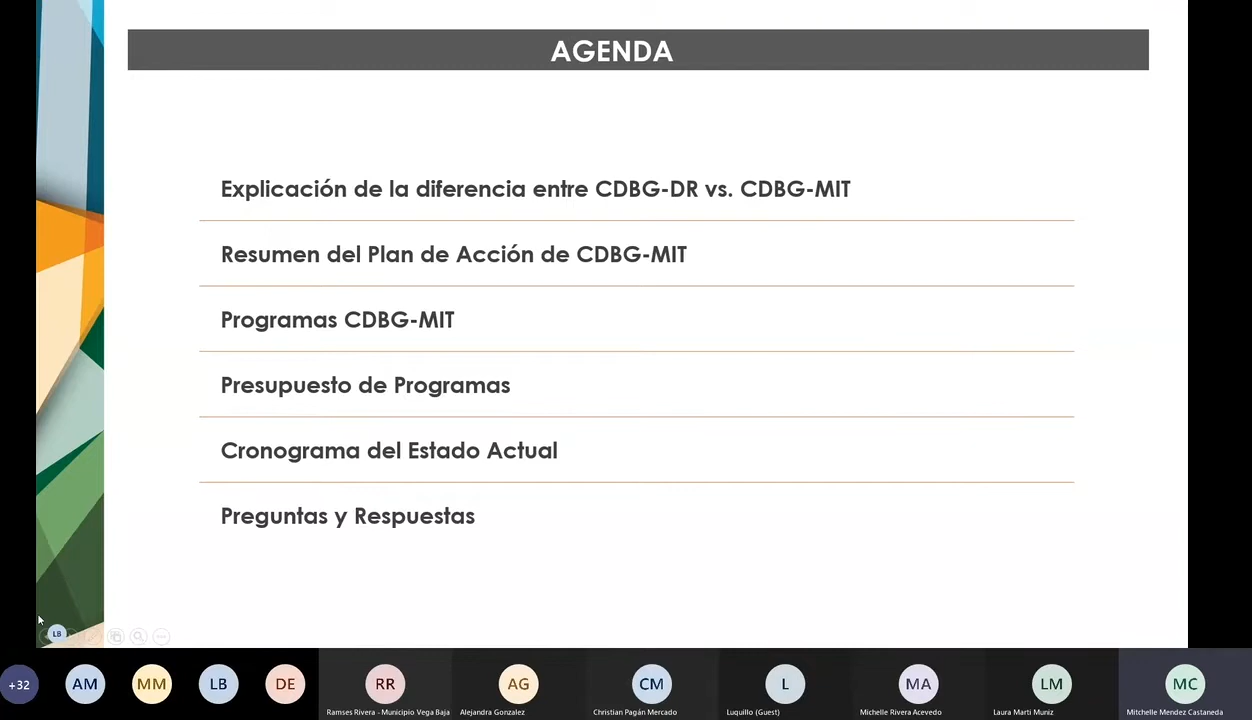 AGENDA
Explicación de la diferencia entre CDBG-DR vs. CDBG-MIT
Resumen del Plan de Acción de CDBG-MIT
Programas CDBG-MIT
Presupuesto de Programas
Cronograma del Estado Actual
Preguntas y Respuestas
LB
+32 AM MM LB DE RR AG CM L MA LM MC
Ramses Rivera - Municipio Vega Baja Alejandra Gonzalez Christian Pagán Mercado Luquillo (Guest) Michelle Rivera Acevedo Laura Marti Muniz Mitchelle Mendez Castaneda